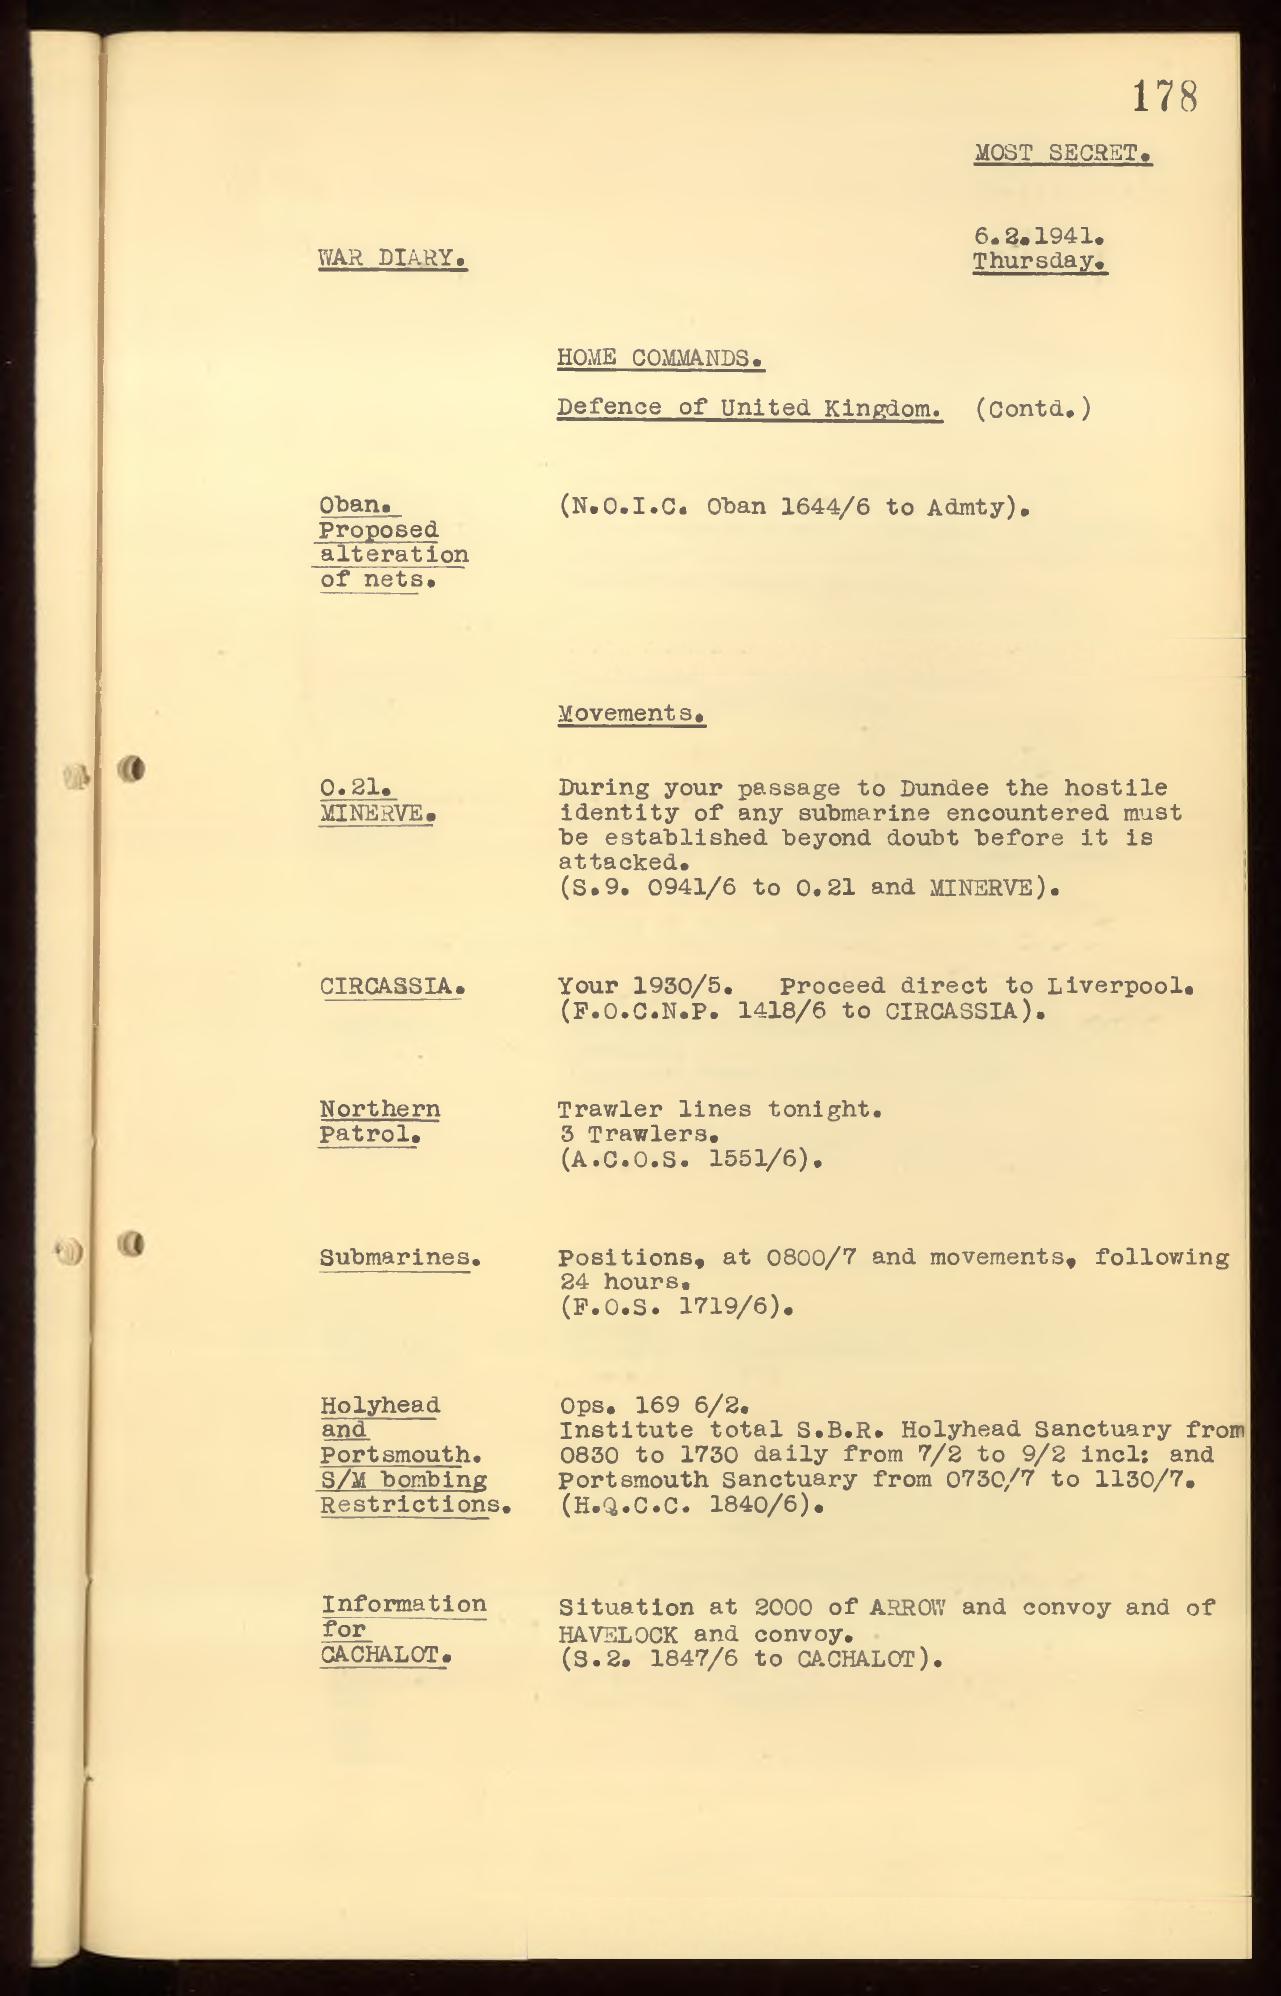 178
MOST SECRET.
6.2.1941.
WAR DIARY.
Thursday.
HOME COMMANDS.
Defence of United Kingdom. (Contd.)
Oban.
Proposed
alteration
of nets.
(N.O.I.C. Oban 1644/6 to Admty).
Movements.
O.21.
MINERVE.
During your passage to Dundee the hostile
identity of any submarine encountered must
be established beyond doubt before it is
attacked.
(S.9. 0941/6 to O.21 and MINERVE).
CIRCASSIA.
Your 1930/5. Proceed direct to Liverpool.
(F.O.C.N.P. 1418/6 to CIRCASSIA).
Northern
Patrol.
Trawler lines tonight.
3 Trawlers.
(A.C.O.S. 1551/6).
Submarines.
Positions, at 0800/7 and movements, following
24 hours.
(F.O.S. 1719/6).
Holyhead
and
Portsmouth.
S/M bombing
Restrictions.
Ops. 169 6/2.
Institute total S.B.R. Holyhead Sanctuary from
0830 to 1730 daily from 7/2 to 9/2 incl; and
Portsmouth Sanctuary from 0730/7 to 1130/7.
(H.Q.C.C. 1840/6).
Information
for
CACHALOT.
Situation at 2000 of ARROW and convoy and of
HAVELOCK and convoy.
(S.2. 1847/6 to CACHALOT).